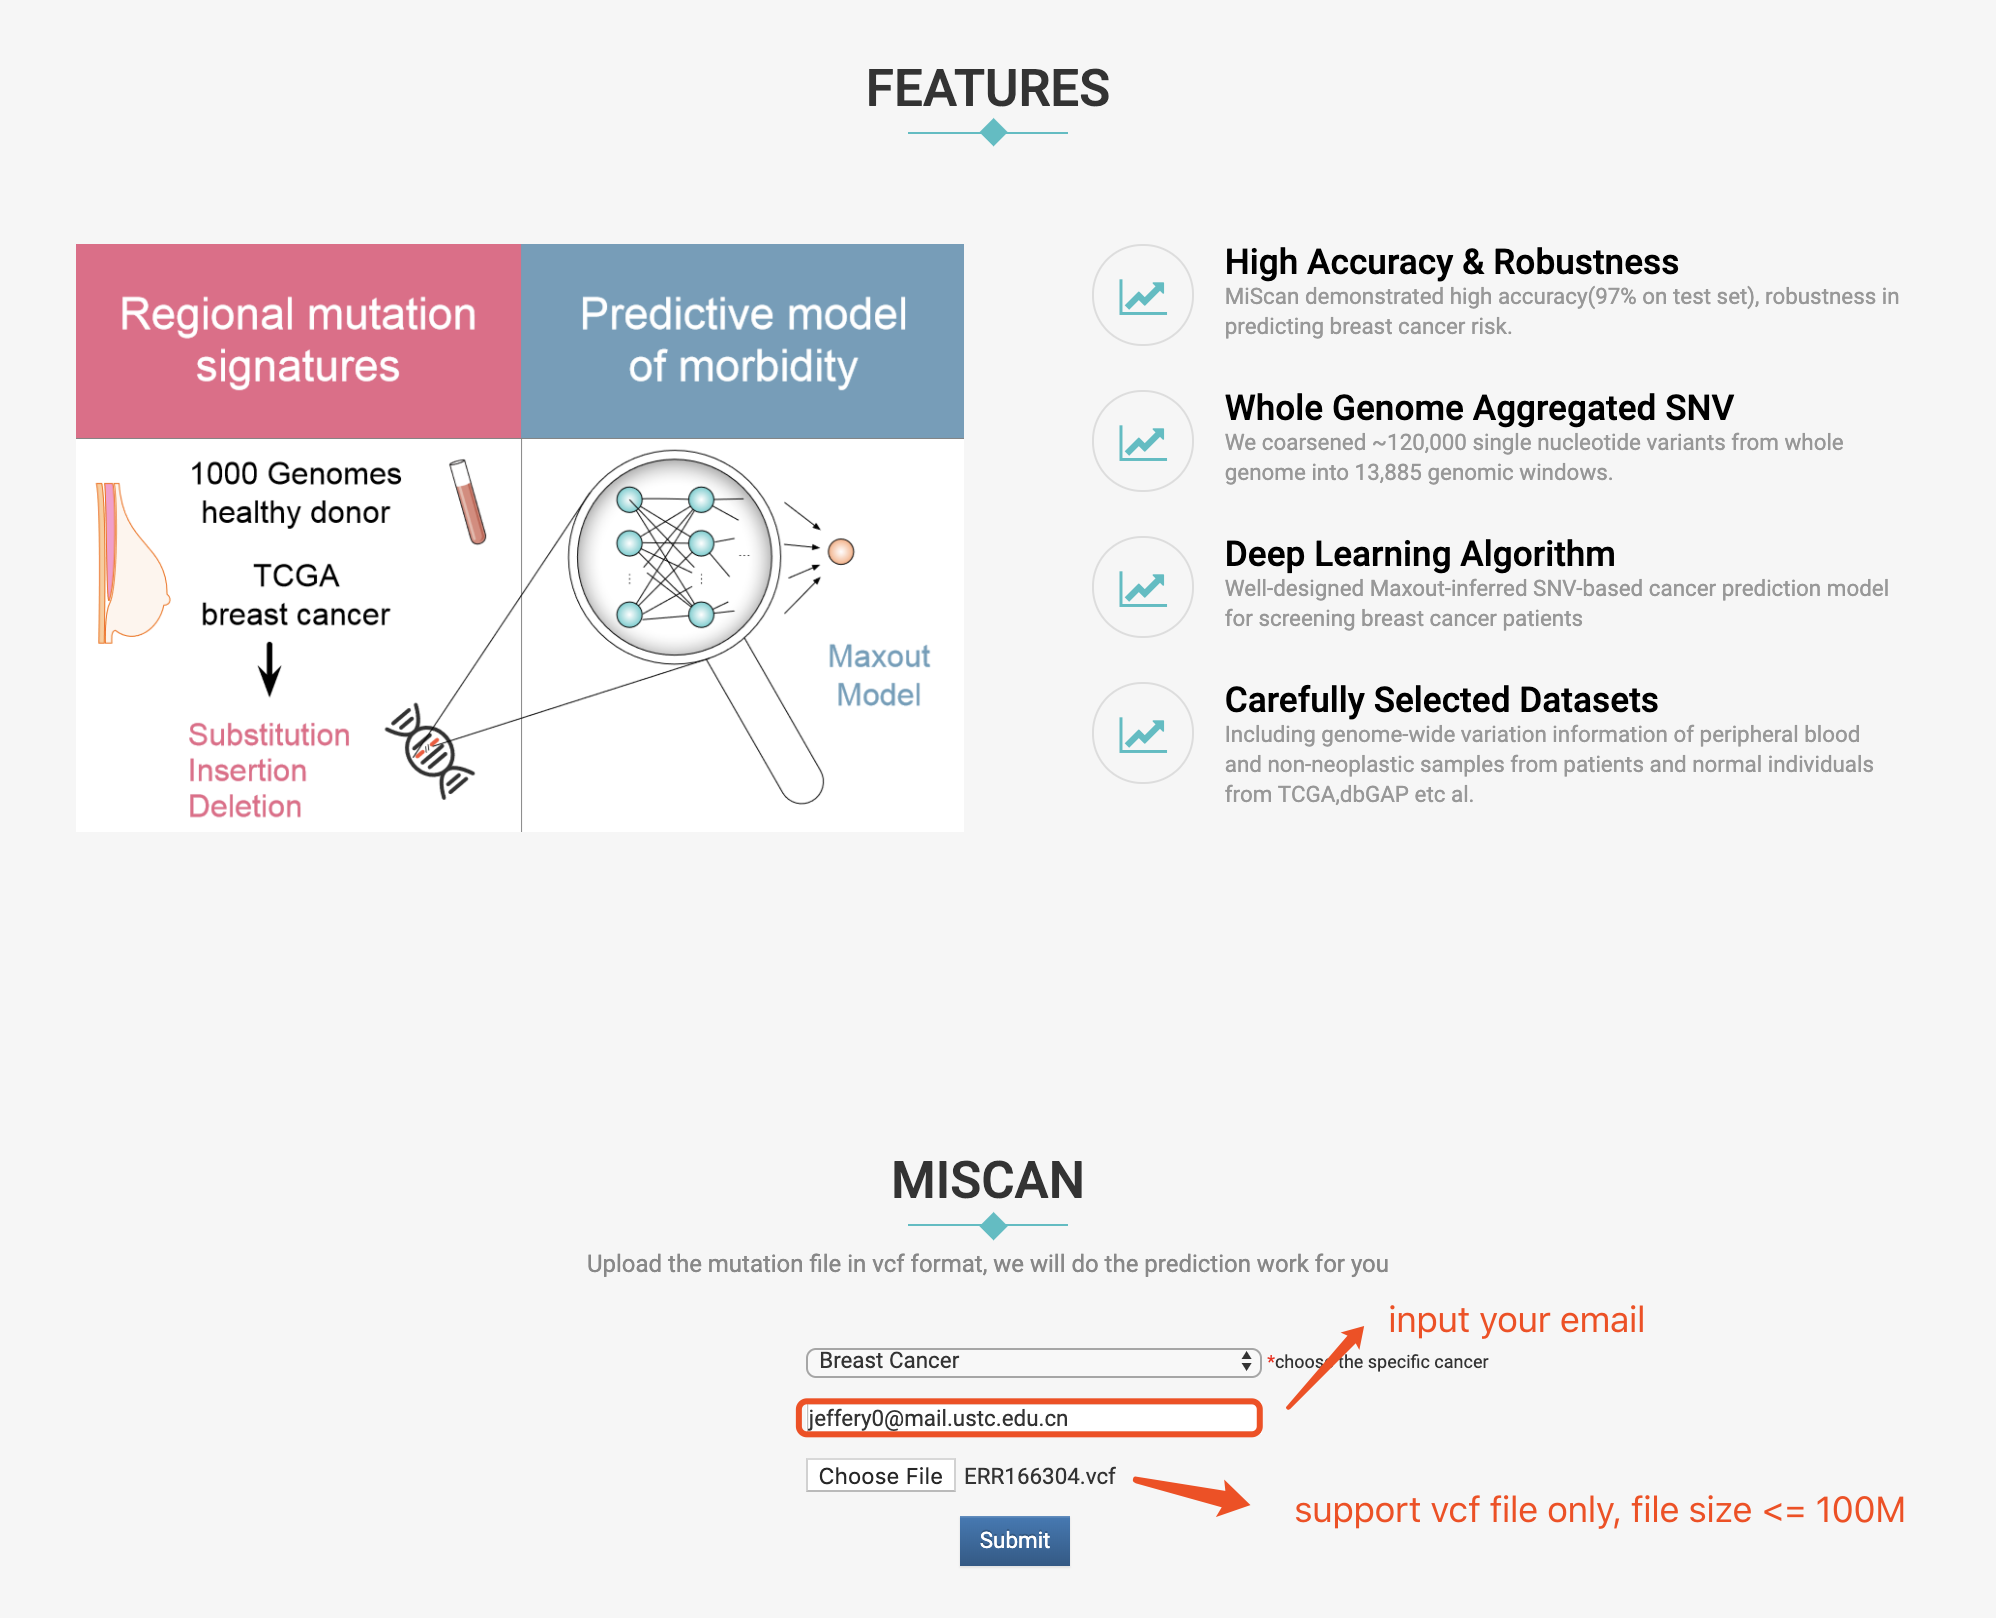 FEATURES
Regional mutation
signatures
Predictive model
of morbidity
1000 Genomes
healthy donor
TCGA
breast cancer
Substitution
Insertion
Deletion
Maxout
Model
High Accuracy & Robustness
MiScan demonstrated high accuracy(97% on test set), robustness in
predicting breast cancer risk.
Whole Genome Aggregated SNV
We coarsened ~120,000 single nucleotide variants from whole
genome into 13,885 genomic windows.
Deep Learning Algorithm
Well-designed Maxout-inferred SNV-based cancer prediction model
for screening breast cancer patients
Carefully Selected Datasets
Including genome-wide variation information of peripheral blood
and non-neoplastic samples from patients and normal individuals
from TCGA,dbGAP etc al.
MISCAN
Upload the mutation file in vcf format, we will do the prediction work for you
input your email
Breast Cancer
*choose the specific cancer
jeffery0@mail.ustc.edu.cn
Choose File ERR166304.vcf
support vcf file only, file size <= 100M
Submit